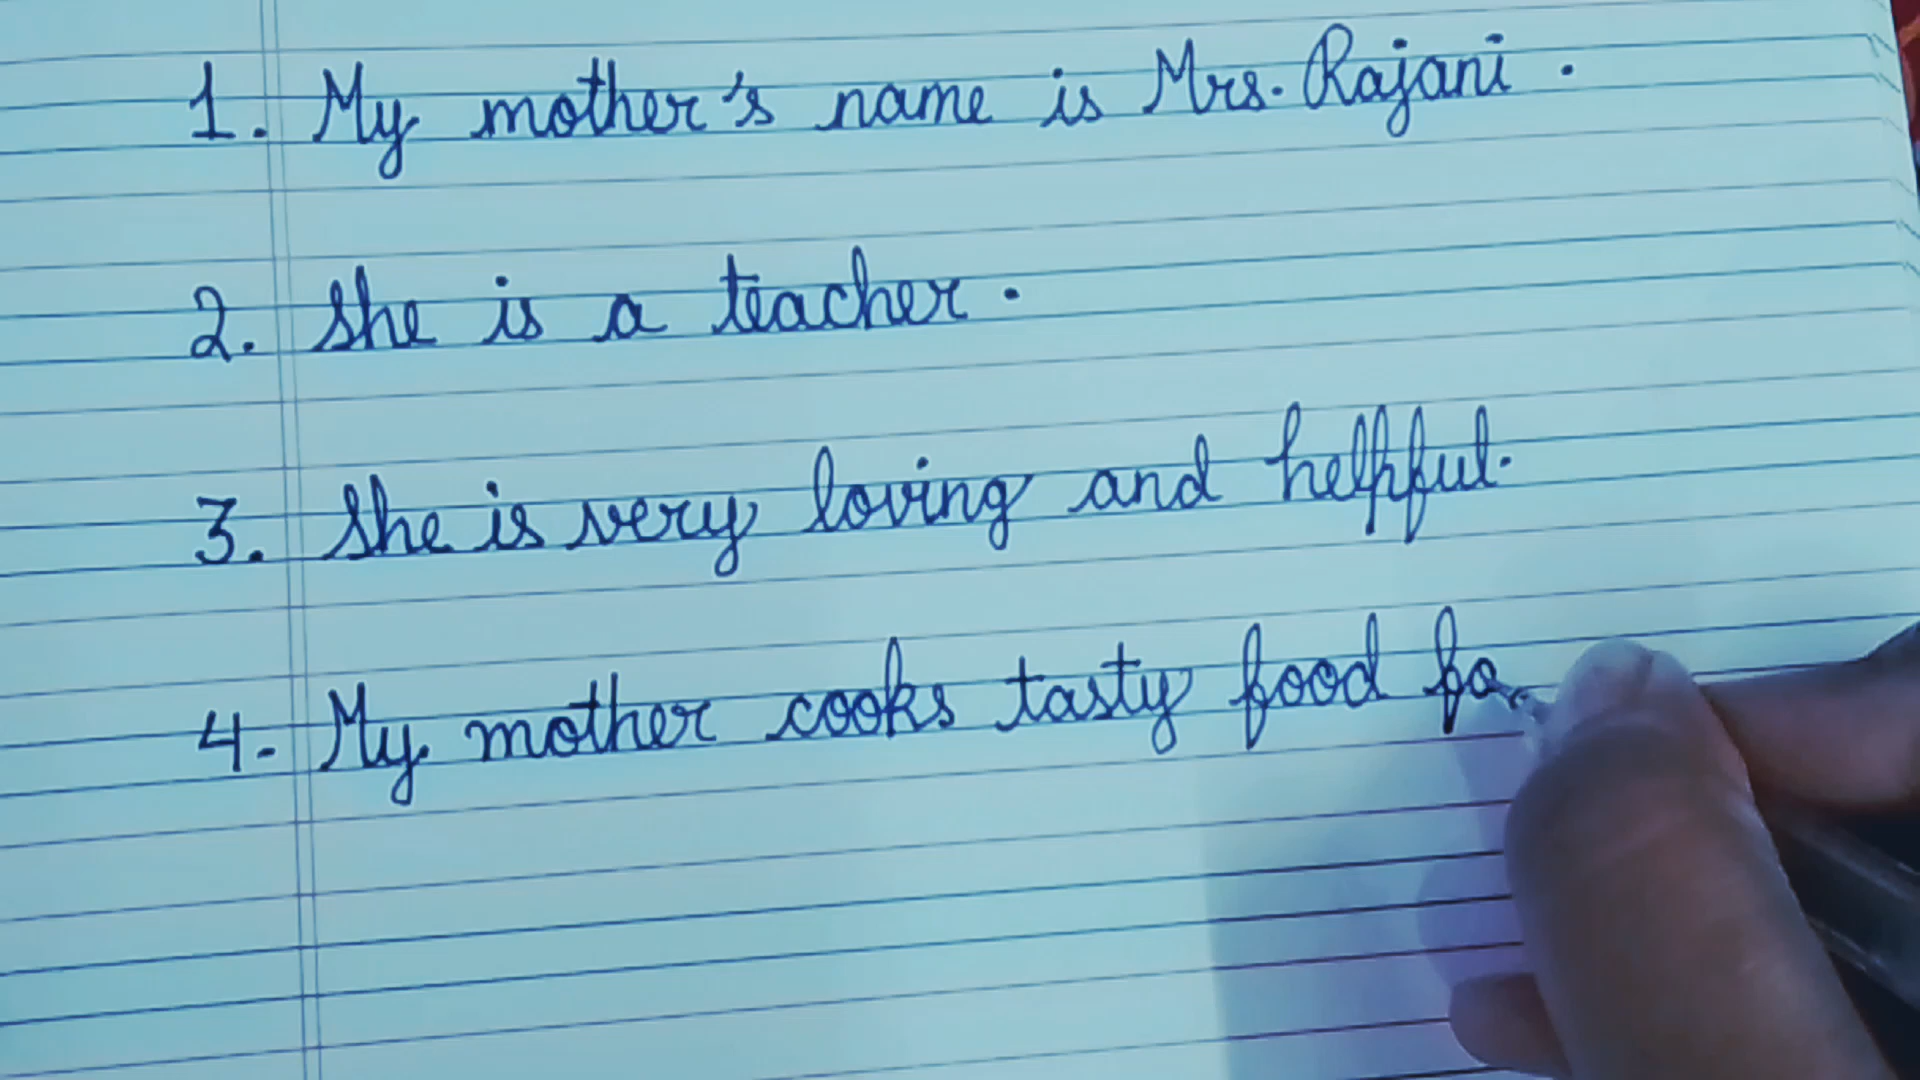 1. My mother's name is Mrs. Rajani.
2. She is a teacher.
3. She is very loving and helpful.
4. My mother cooks tasty food fo